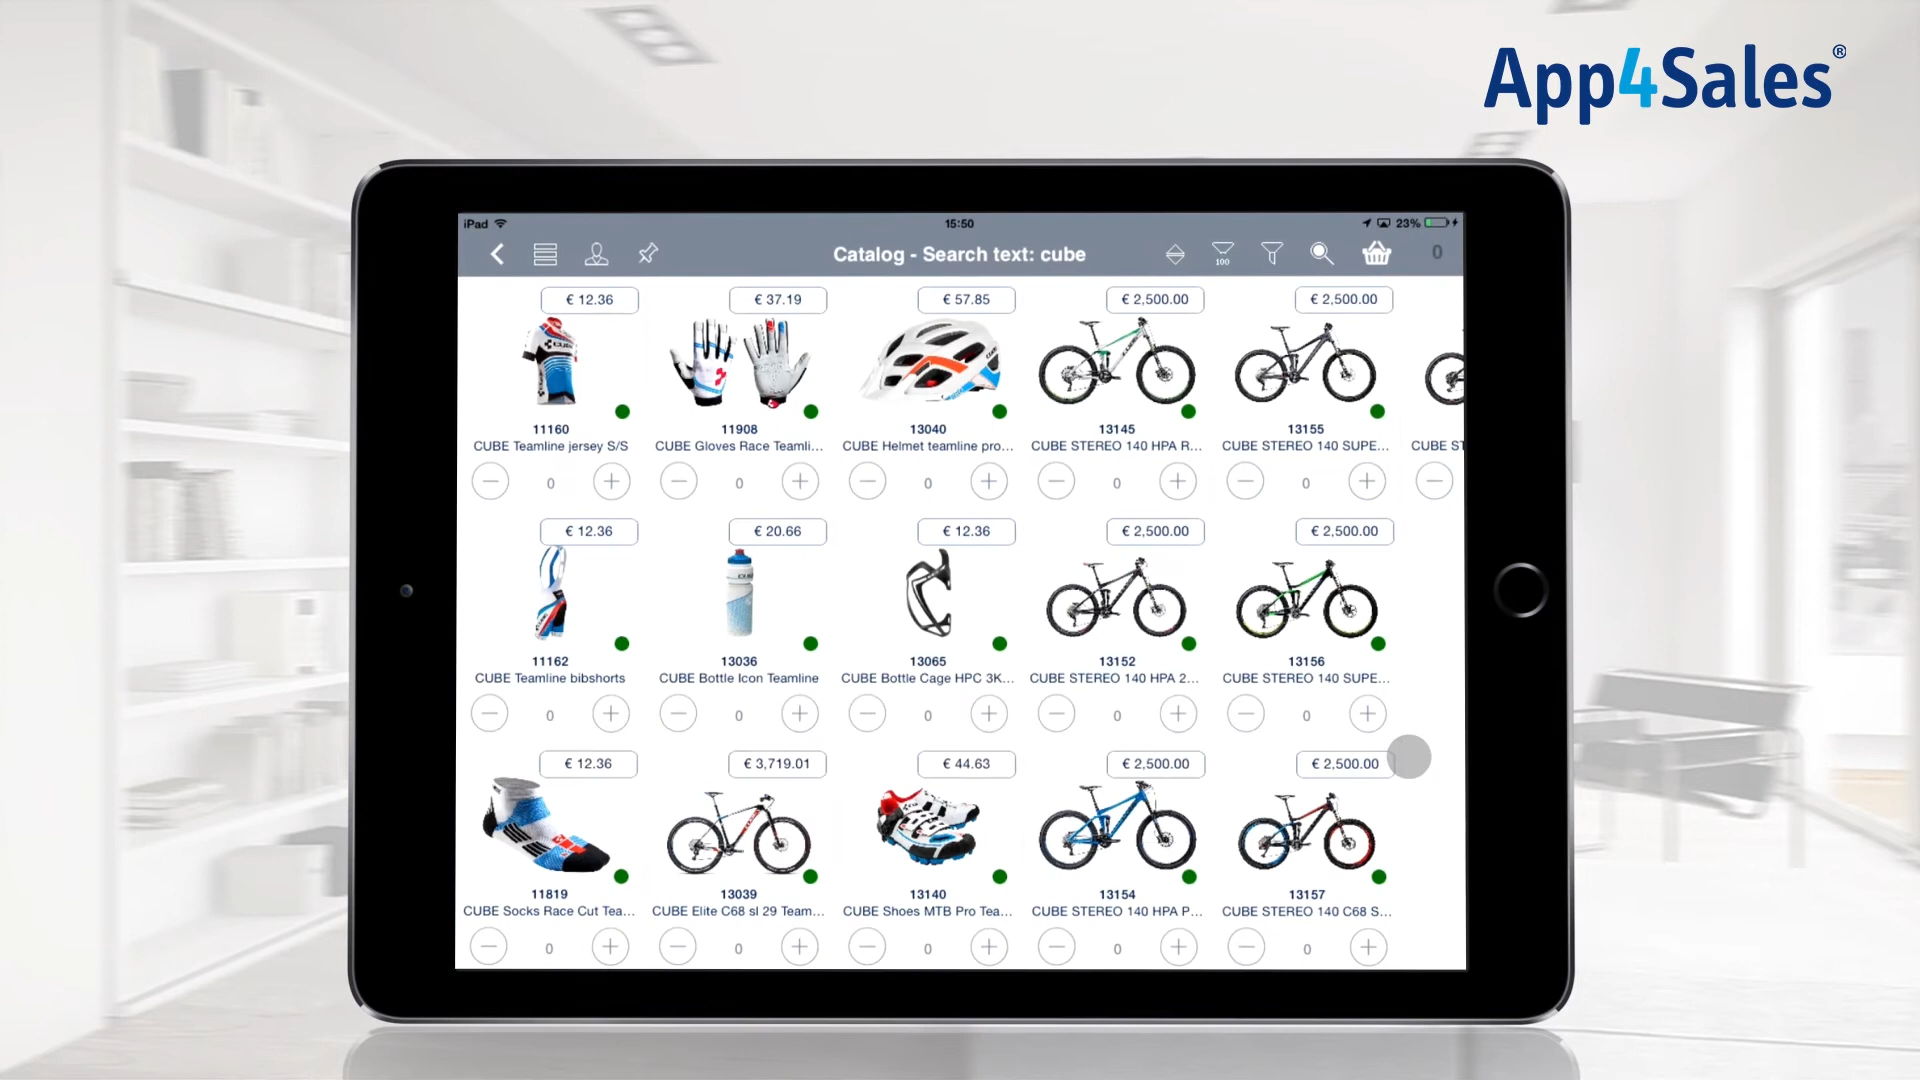 App4Sales®
iPad 15:50 23%
Catalog - Search text: cube 100 0
€ 12.36 € 37.19 € 57.85 € 2,500.00 € 2,500.00
11160 11908 13040 13145 13155
CUBE Teamline jersey S/S CUBE Gloves Race Teamli... CUBE Helmet teamline pro... CUBE STEREO 140 HPA R... CUBE STEREO 140 SUPE... CUBE ST
0 0 0 0 0
€ 12.36 € 20.66 € 12.36 € 2,500.00 € 2,500.00
11162 13036 13065 13152 13156
CUBE Teamline bibshorts CUBE Bottle Icon Teamline CUBE Bottle Cage HPC 3K... CUBE STEREO 140 HPA 2... CUBE STEREO 140 SUPE...
0 0 0 0 0
€ 12.36 € 3,719.01 € 44.63 € 2,500.00 € 2,500.00
11819 13039 13140 13154 13157
CUBE Socks Race Cut Tea... CUBE Elite C68 sl 29 Team... CUBE Shoes MTB Pro Tea... CUBE STEREO 140 HPA P... CUBE STEREO 140 C68 S...
0 0 0 0 0